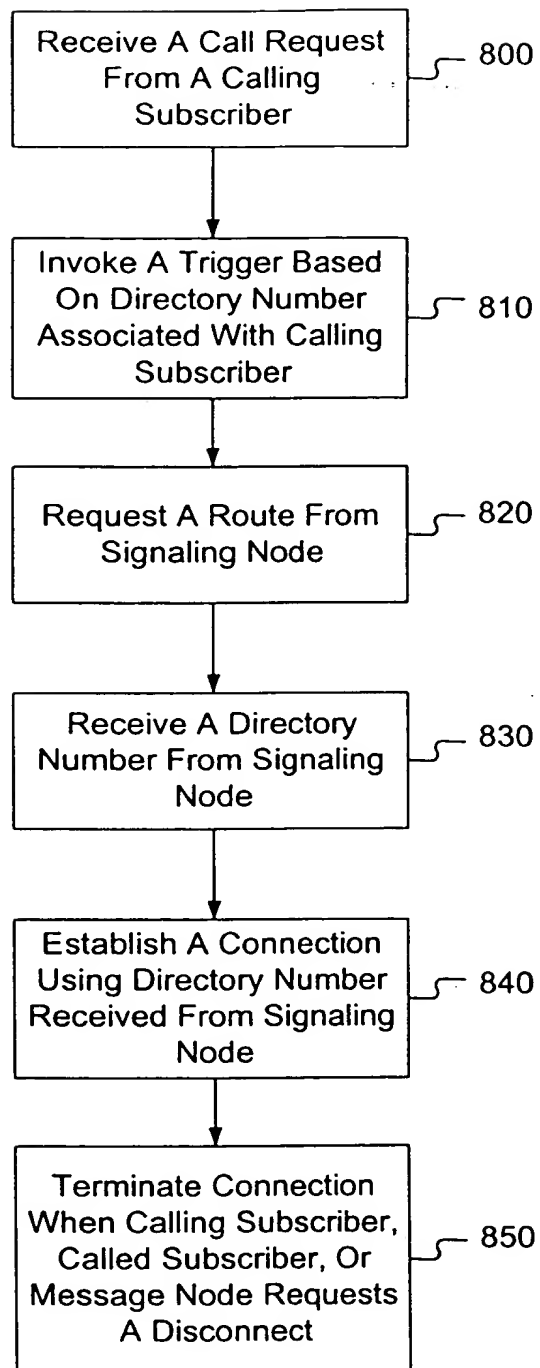 Receive A Call Request
From A Calling
Subscriber
800
Invoke A Trigger Based
On Directory Number
Associated With Calling
Subscriber
810
Request A Route From
Signaling Node
820
Receive A Directory
Number From Signaling
Node
830
Establish A Connection
Using Directory Number
Received From Signaling
Node
840
Terminate Connection
When Calling Subscriber,
Called Subscriber, Or
Message Node Requests
A Disconnect
850